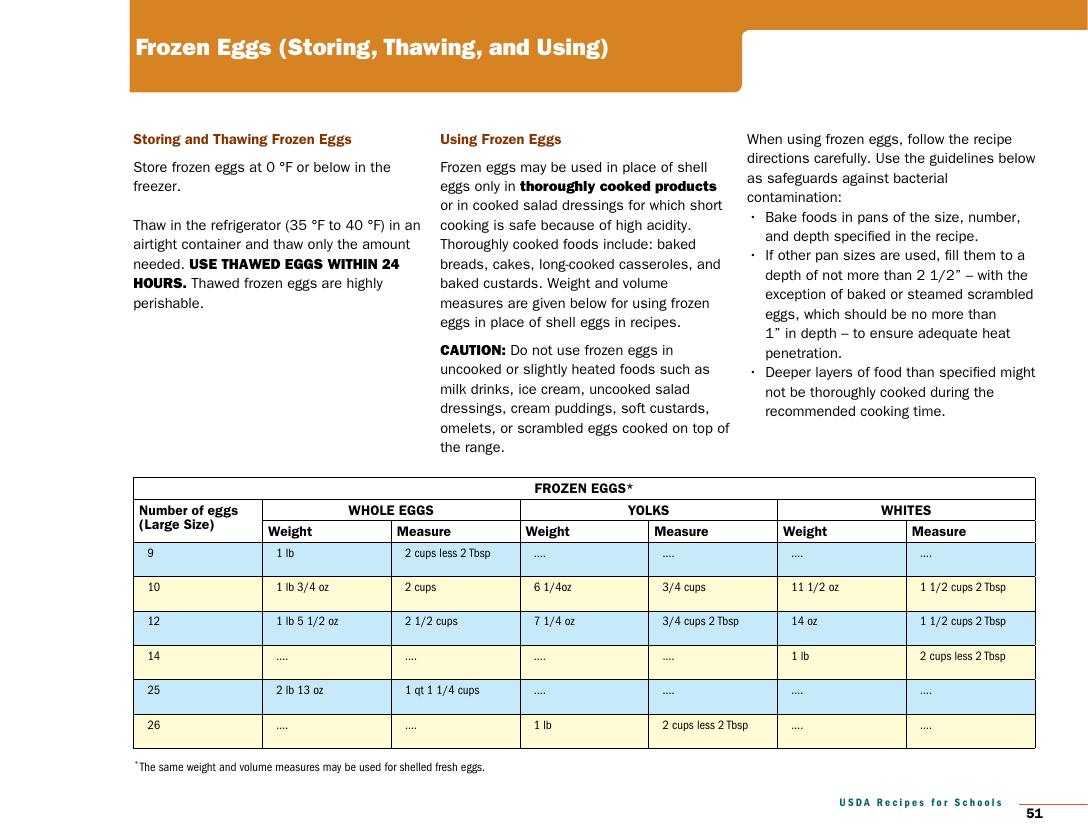 Frozen Eggs (Storing, Thawing, and Using)
Storing and Thawing Frozen Eggs
Store frozen eggs at 0 °F or below in the
freezer.
Thaw in the refrigerator (35 °F to 40 °F) in an
airtight container and thaw only the amount
needed. USE THAWED EGGS WITHIN 24
HOURS. Thawed frozen eggs are highly
perishable.
Using Frozen Eggs
Frozen eggs may be used in place of shell
eggs only in thoroughly cooked products
or in cooked salad dressings for which short
cooking is safe because of high acidity.
Thoroughly cooked foods include: baked
breads, cakes, long-cooked casseroles, and
baked custards. Weight and volume
measures are given below for using frozen
eggs in place of shell eggs in recipes.
CAUTION: Do not use frozen eggs in
uncooked or slightly heated foods such as
milk drinks, ice cream, uncooked salad
dressings, cream puddings, soft custards,
omelets, or scrambled eggs cooked on top of
the range.
When using frozen eggs, follow the recipe
directions carefully. Use the guidelines below
as safeguards against bacterial
contamination:
· Bake foods in pans of the size, number,
and depth specified in the recipe.
· If other pan sizes are used, fill them to a
depth of not more than 2 1/2” – with the
exception of baked or steamed scrambled
eggs, which should be no more than
1” in depth – to ensure adequate heat
penetration.
· Deeper layers of food than specified might
not be thoroughly cooked during the
recommended cooking time.
FROZEN EGGS*
Number of eggs
(Large Size)
WHOLE EGGS YOLKS WHITES
Weight Measure Weight Measure Weight Measure
9 1 lb 2 cups less 2 Tbsp .... .... .... ....
10 1 lb 3/4 oz 2 cups 6 1/4oz 3/4 cups 11 1/2 oz 1 1/2 cups 2 Tbsp
12 1 lb 5 1/2 oz 2 1/2 cups 7 1/4 oz 3/4 cups 2 Tbsp 14 oz 1 1/2 cups 2 Tbsp
14 .... .... .... .... 1 lb 2 cups less 2 Tbsp
25 2 lb 13 oz 1 qt 1 1/4 cups .... .... .... ....
26 .... .... 1 lb 2 cups less 2 Tbsp .... ....
*The same weight and volume measures may be used for shelled fresh eggs.
USDA Recipes for Schools
51